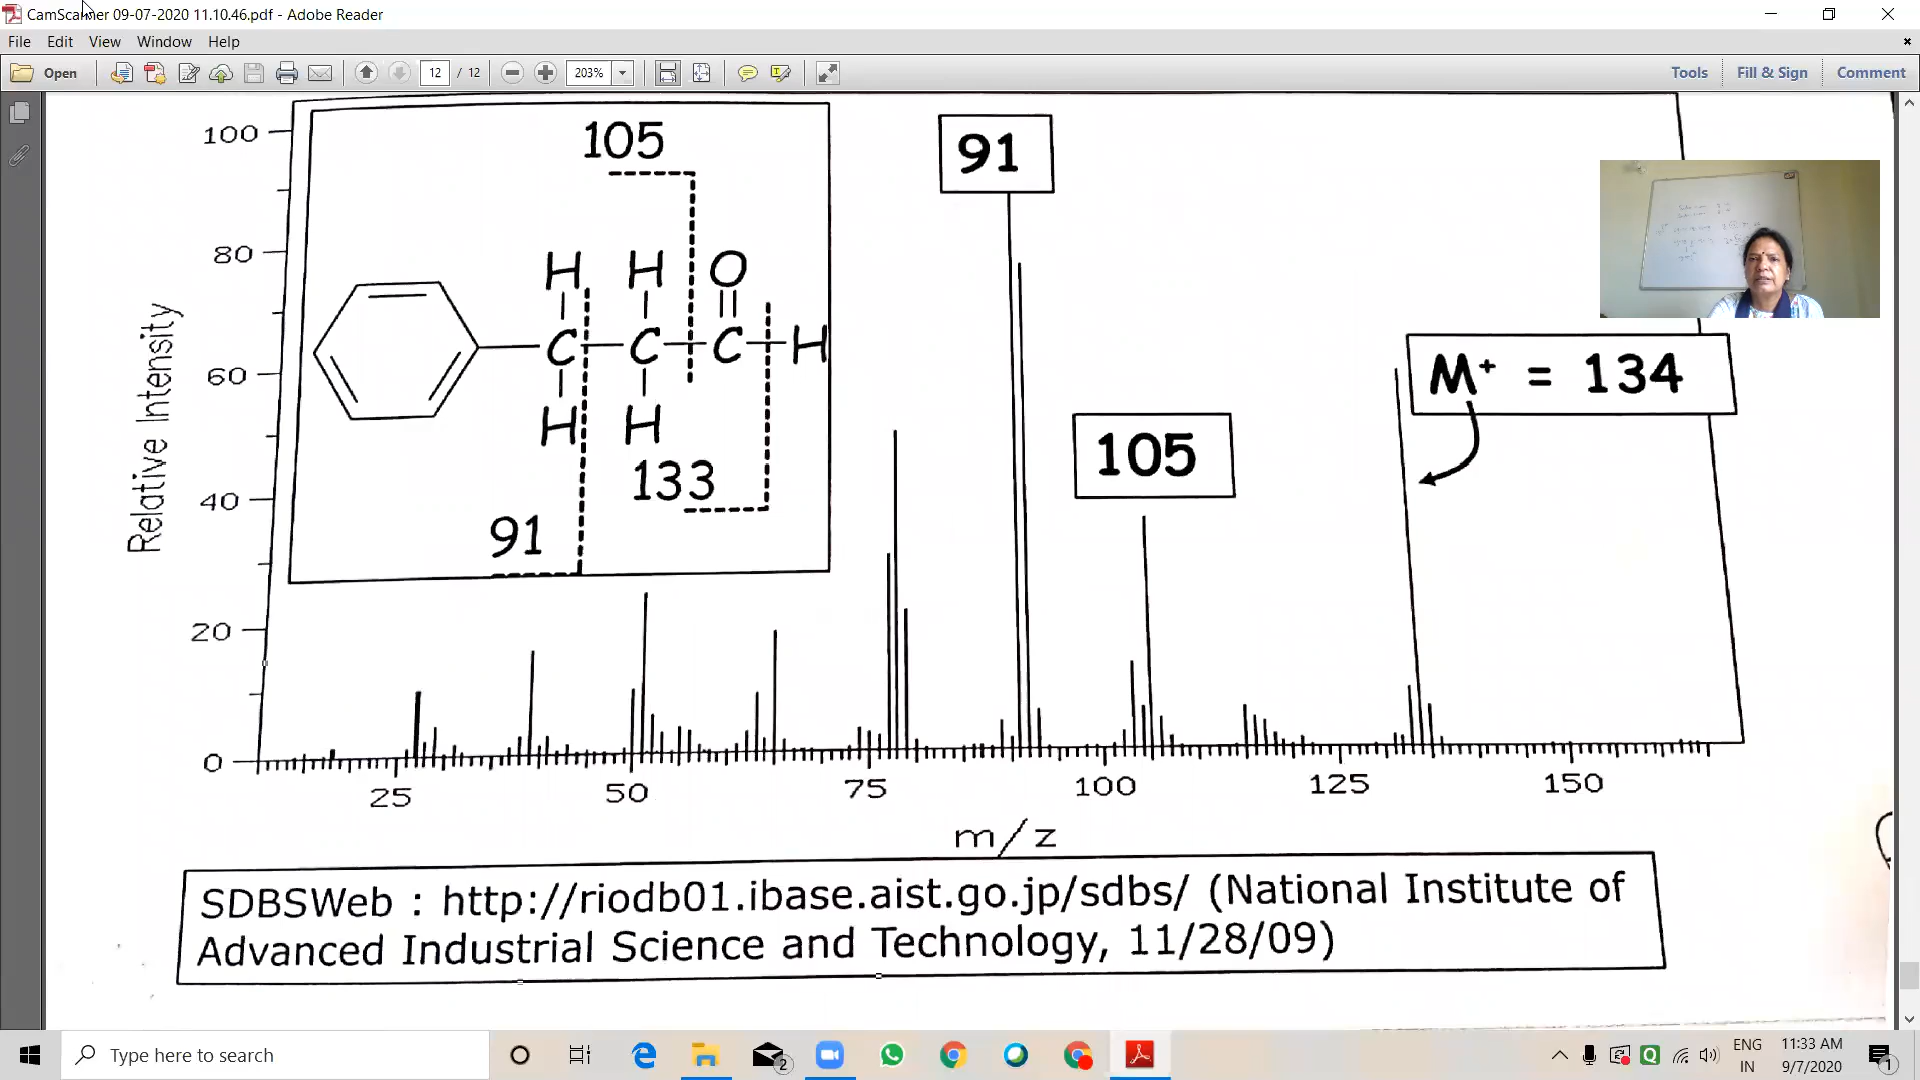 CamScanner 09-07-2020 11.10.46.pdf - Adobe Reader
File Edit View Window Help
Open 12 / 12 203% Tools Fill & Sign Comment
100
80
60
40
20
0
Relative Intensity
105
H H O
C C C H
H H
133
91
91
105
M+ = 134
25 50 75 100 125 150
m/z
SDBSWeb : http://riodb01.ibase.aist.go.jp/sdbs/ (National Institute of
Advanced Industrial Science and Technology, 11/28/09)
Type here to search
2
ENG
IN
11:33 AM
9/7/2020
1